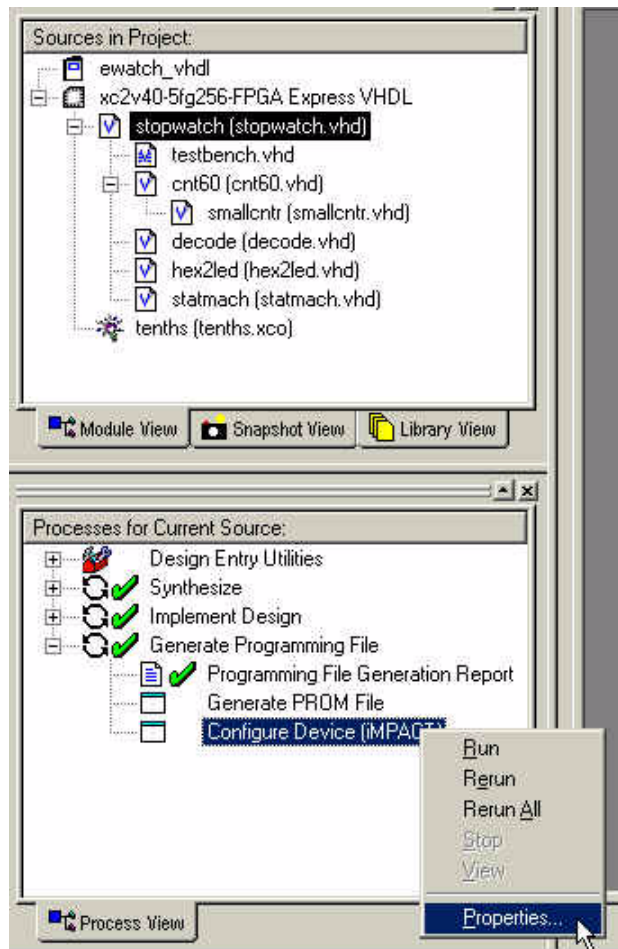 Sources in Project:
ewatch_vhdl
xc2v40-5fg256-FPGA Express VHDL
stopwatch (stopwatch.vhd)
testbench.vhd
cnt60 (cnt60.vhd)
smallcntr (smallcntr.vhd)
decode (decode.vhd)
hex2led (hex2led.vhd)
statmach (statmach.vhd)
tenths (tenths.xco)
Module View Snapshot View Library View
Processes for Current Source:
Design Entry Utilities
Synthesize
Implement Design
Generate Programming File
Programming File Generation Report
Generate PROM File
Configure Device (iMPACT)
Run
Rerun
Rerun All
Stop
View
Properties...
Process View